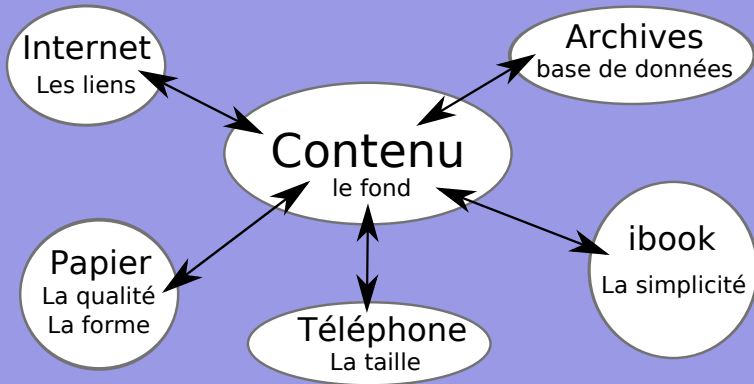 Internet
Les liens
Archives
base de données
Contenu
le fond
Papier
La qualité
La forme
Téléphone
La taille
ibook
La simplicité